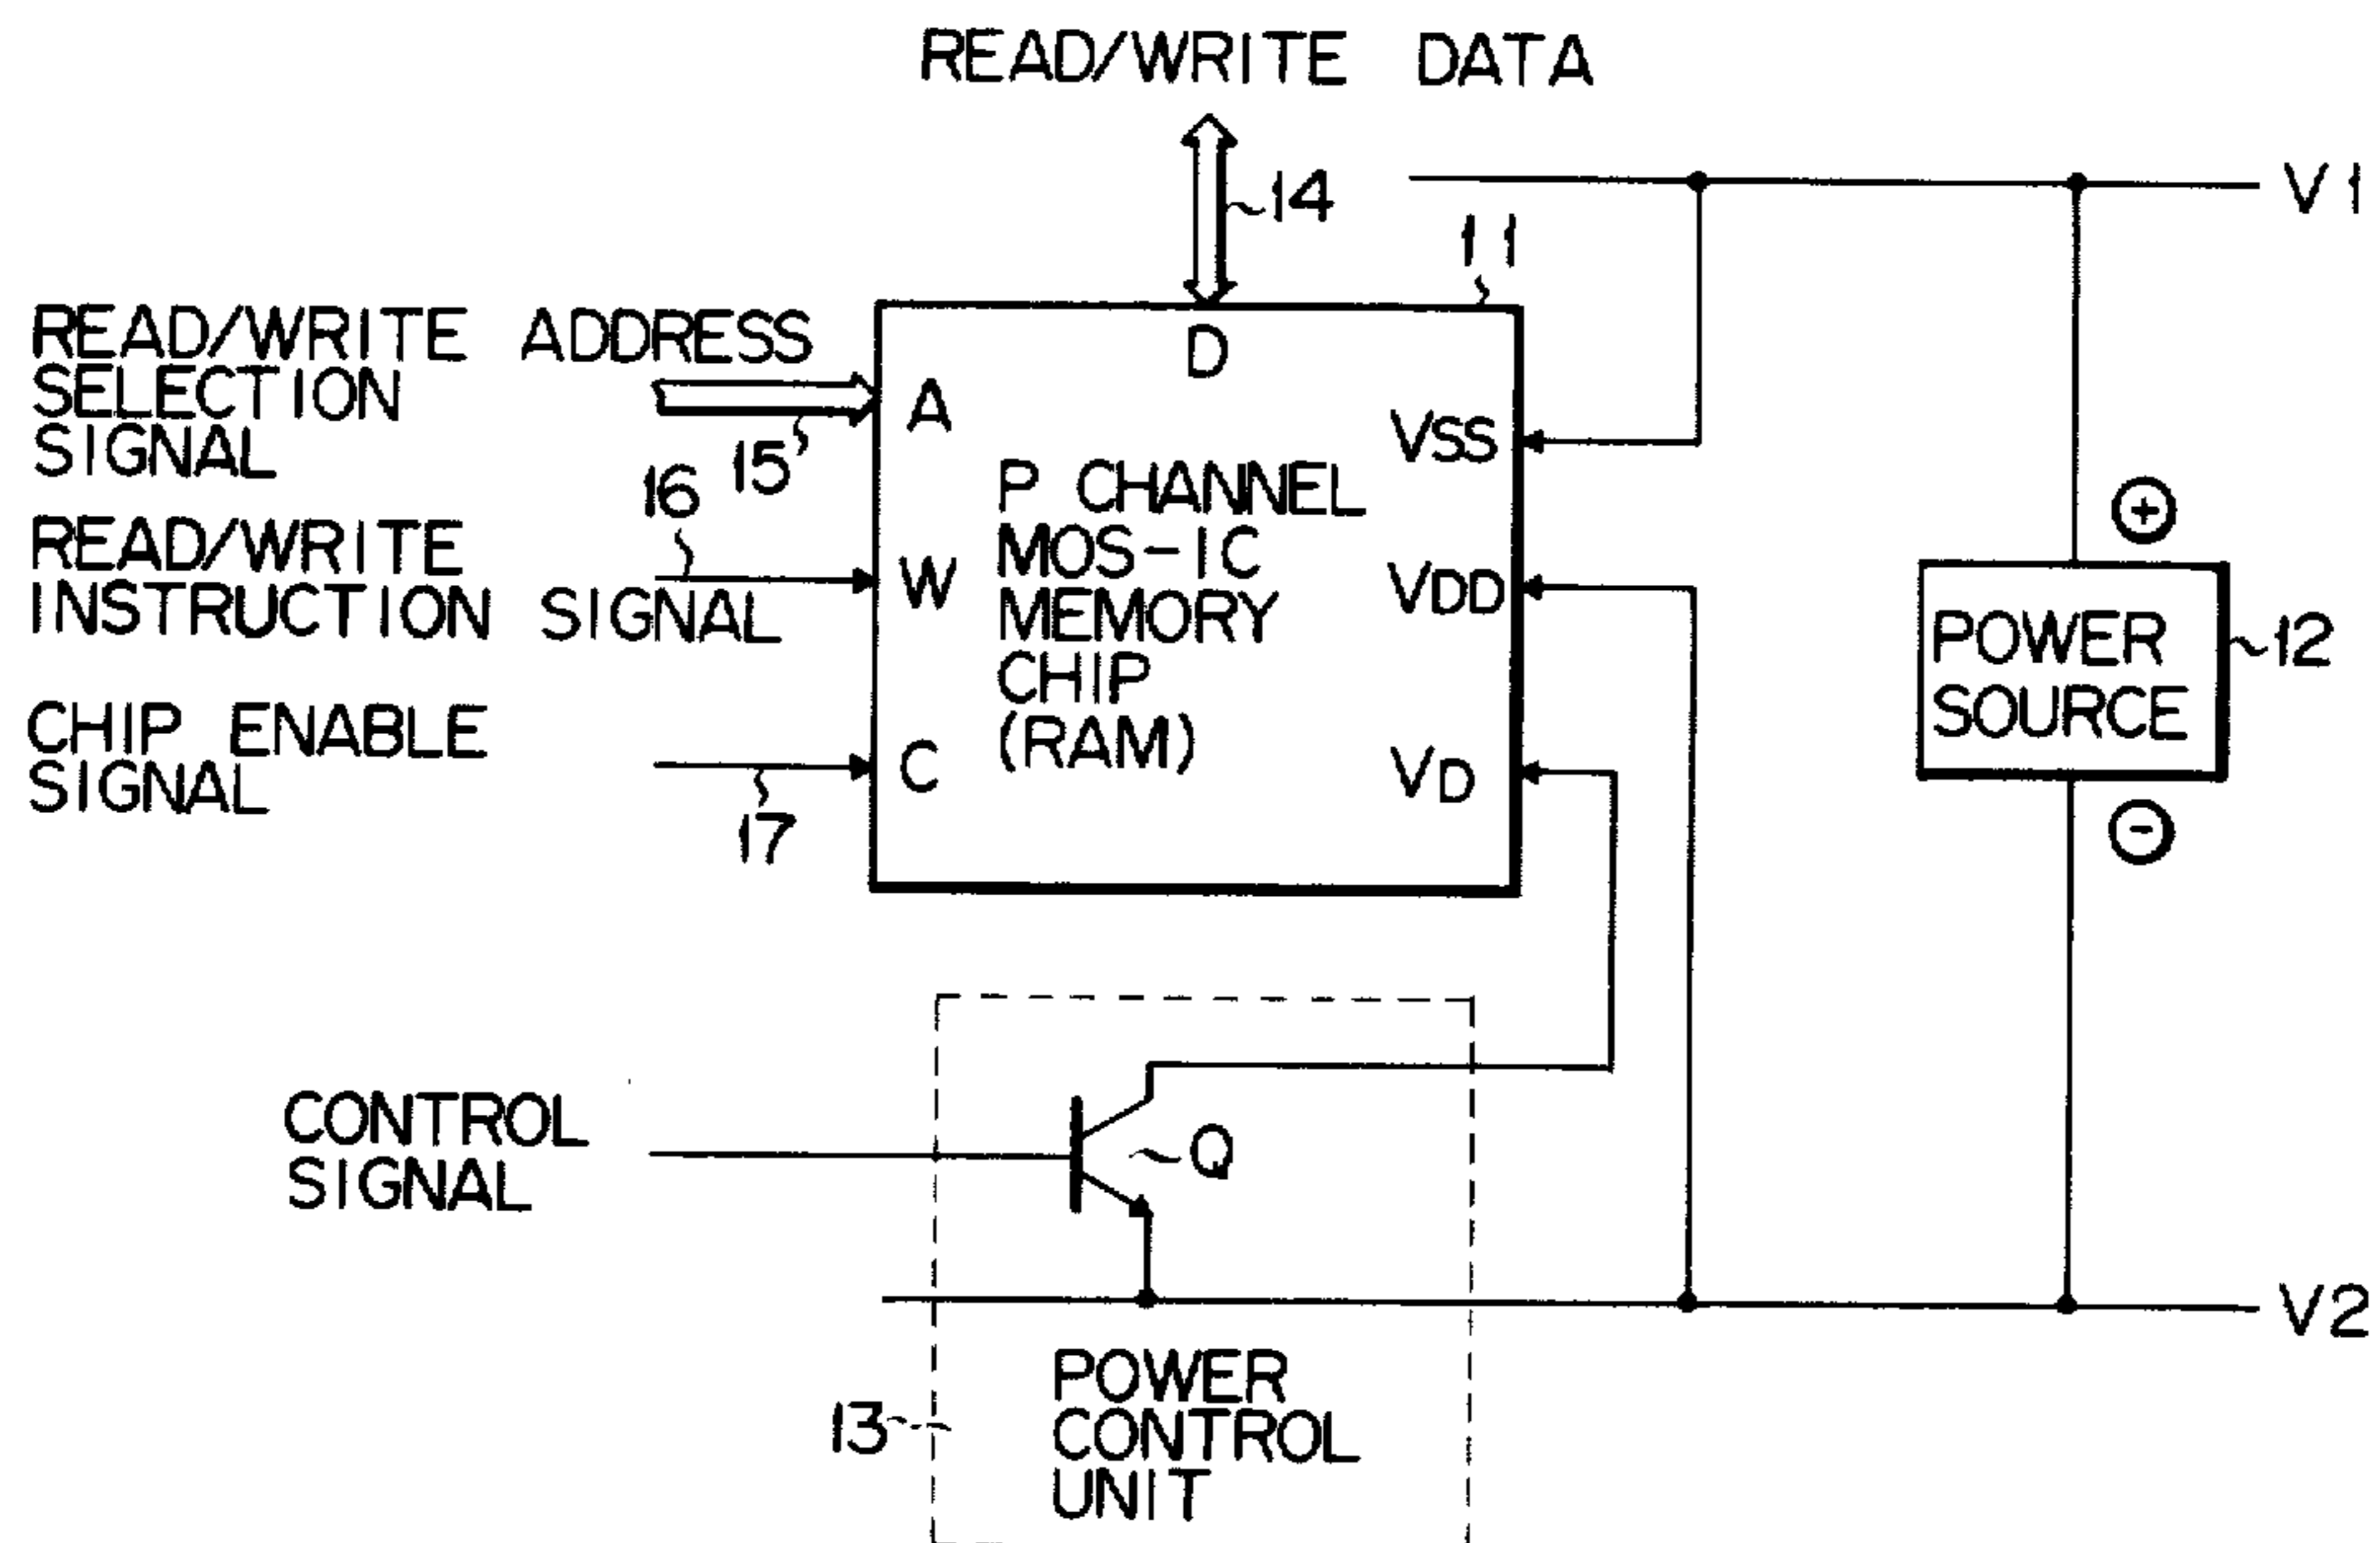 READ/WRITE DATA
14
V1
11
READ/WRITE ADDRESS
SELECTION
SIGNAL
15
D
A
VSS
16
READ/WRITE
INSTRUCTION SIGNAL
W
P CHANNEL
MOS-IC
MEMORY
CHIP
(RAM)
VDD
+
POWER
SOURCE
12
-
CHIP ENABLE
SIGNAL
17
C
VD
CONTROL
SIGNAL
Q
V2
13
POWER
CONTROL
UNIT